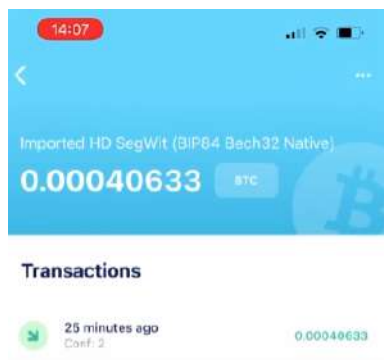 14:07
Imported HD SegWit (BIP84 Bech32 Native)
0.00040633 BTC
Transactions
25 minutes ago
0.00040633
Conf: 2